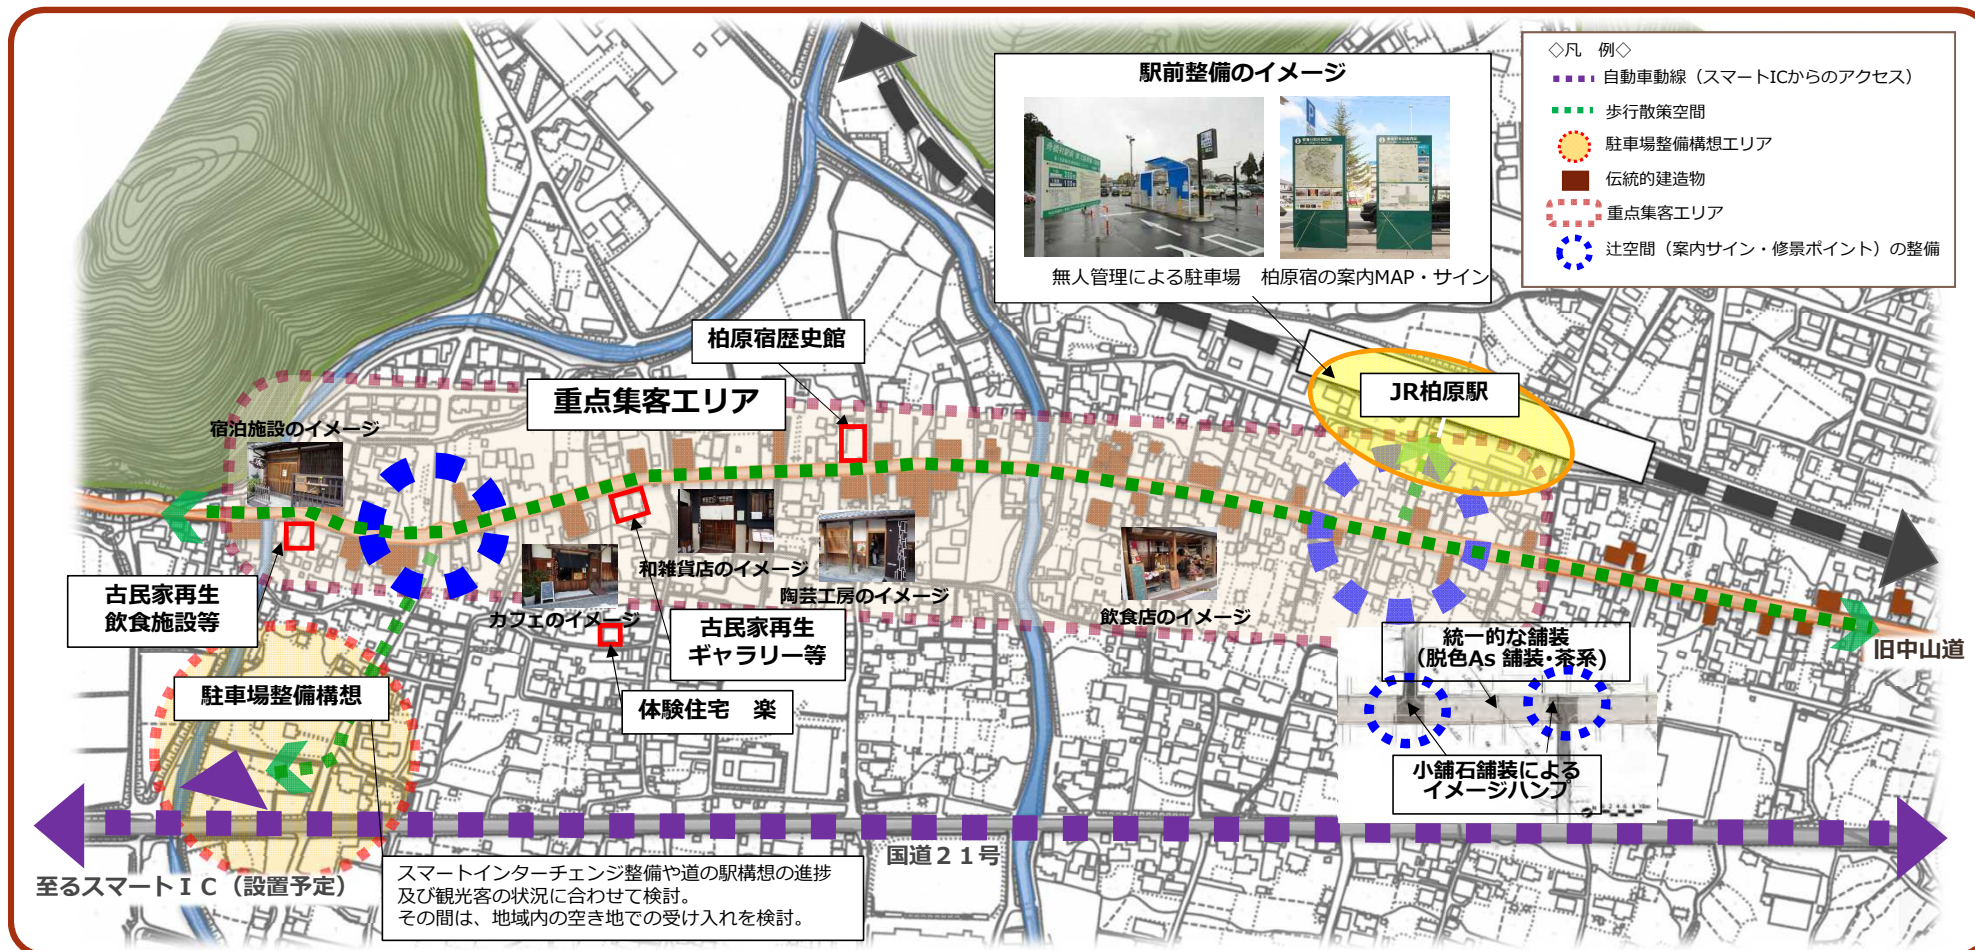 ◇凡　例◇
自動車動線（スマートICからのアクセス）
歩行散策空間
駐車場整備構想エリア
伝統的建造物
重点集客エリア
辻空間（案内サイン・修景ポイント）の整備
駅前整備のイメージ
無人管理による駐車場　柏原宿の案内MAP・サイン
柏原宿歴史館
重点集客エリア
JR柏原駅
宿泊施設のイメージ
和雑貨店のイメージ
陶芸工房のイメージ
カフェのイメージ
飲食店のイメージ
古民家再生
飲食施設等
古民家再生
ギャラリー等
体験住宅　楽
駐車場整備構想
統一的な舗装
（脱色As 舗装・茶系）
旧中山道
小舗石舗装による
イメージハンプ
国道２１号
至るスマートＩＣ（設置予定）
スマートインターチェンジ整備や道の駅構想の進捗
及び観光客の状況に合わせて検討。
その間は、地域内の空き地での受け入れを検討。